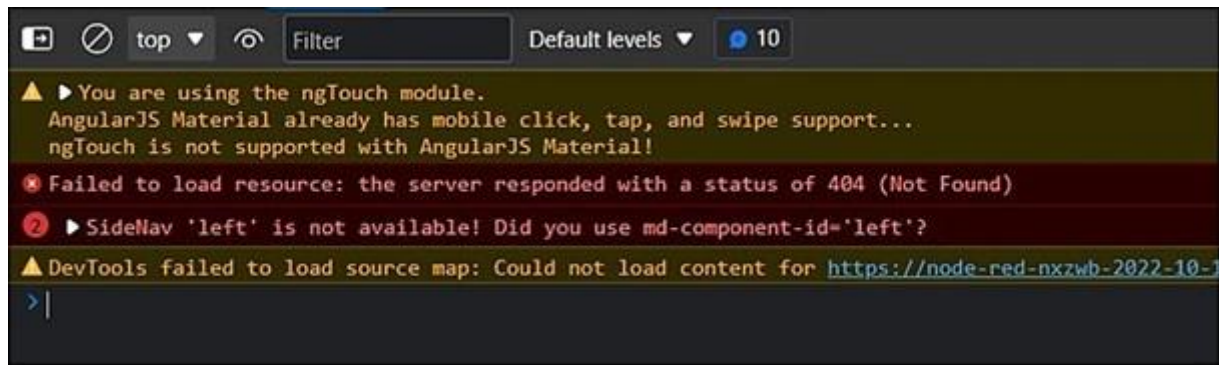 top Filter Default levels 10
You are using the ngTouch module.
AngularJS Material already has mobile click, tap, and swipe support...
ngTouch is not supported with AngularJS Material!
Failed to load resource: the server responded with a status of 404 (Not Found)
2 SideNav 'left' is not available! Did you use md-component-id='left'?
DevTools failed to load source map: Could not load content for https://node-red-nxzwb-2022-10-1